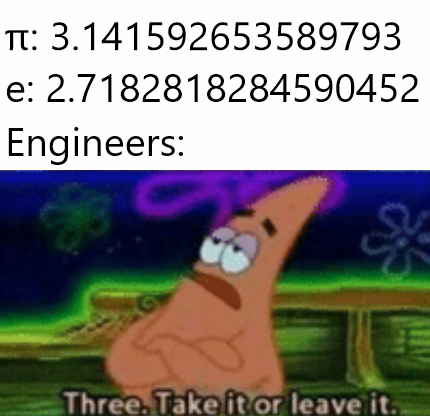 π: 3.141592653589793
e: 2.7182818284590452
Engineers:
Three. Take it or leave it.